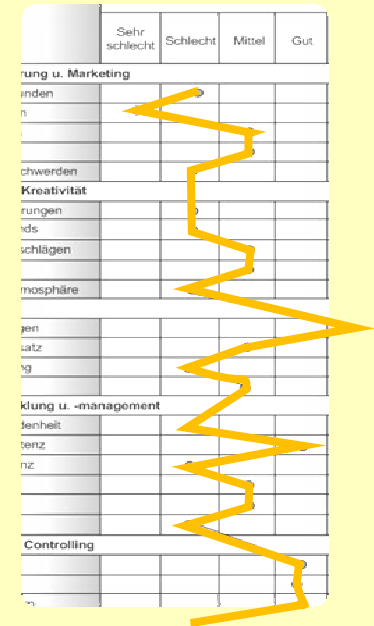 Sehr
schlecht Schlecht Mittel Gut
rung u. Marketing
unden
n
chwerden
Kreativität
rungen
nds
schlägen
mosphäre
gen
satz
ng
klung u. -management
denheit
tenz
nz
Controlling